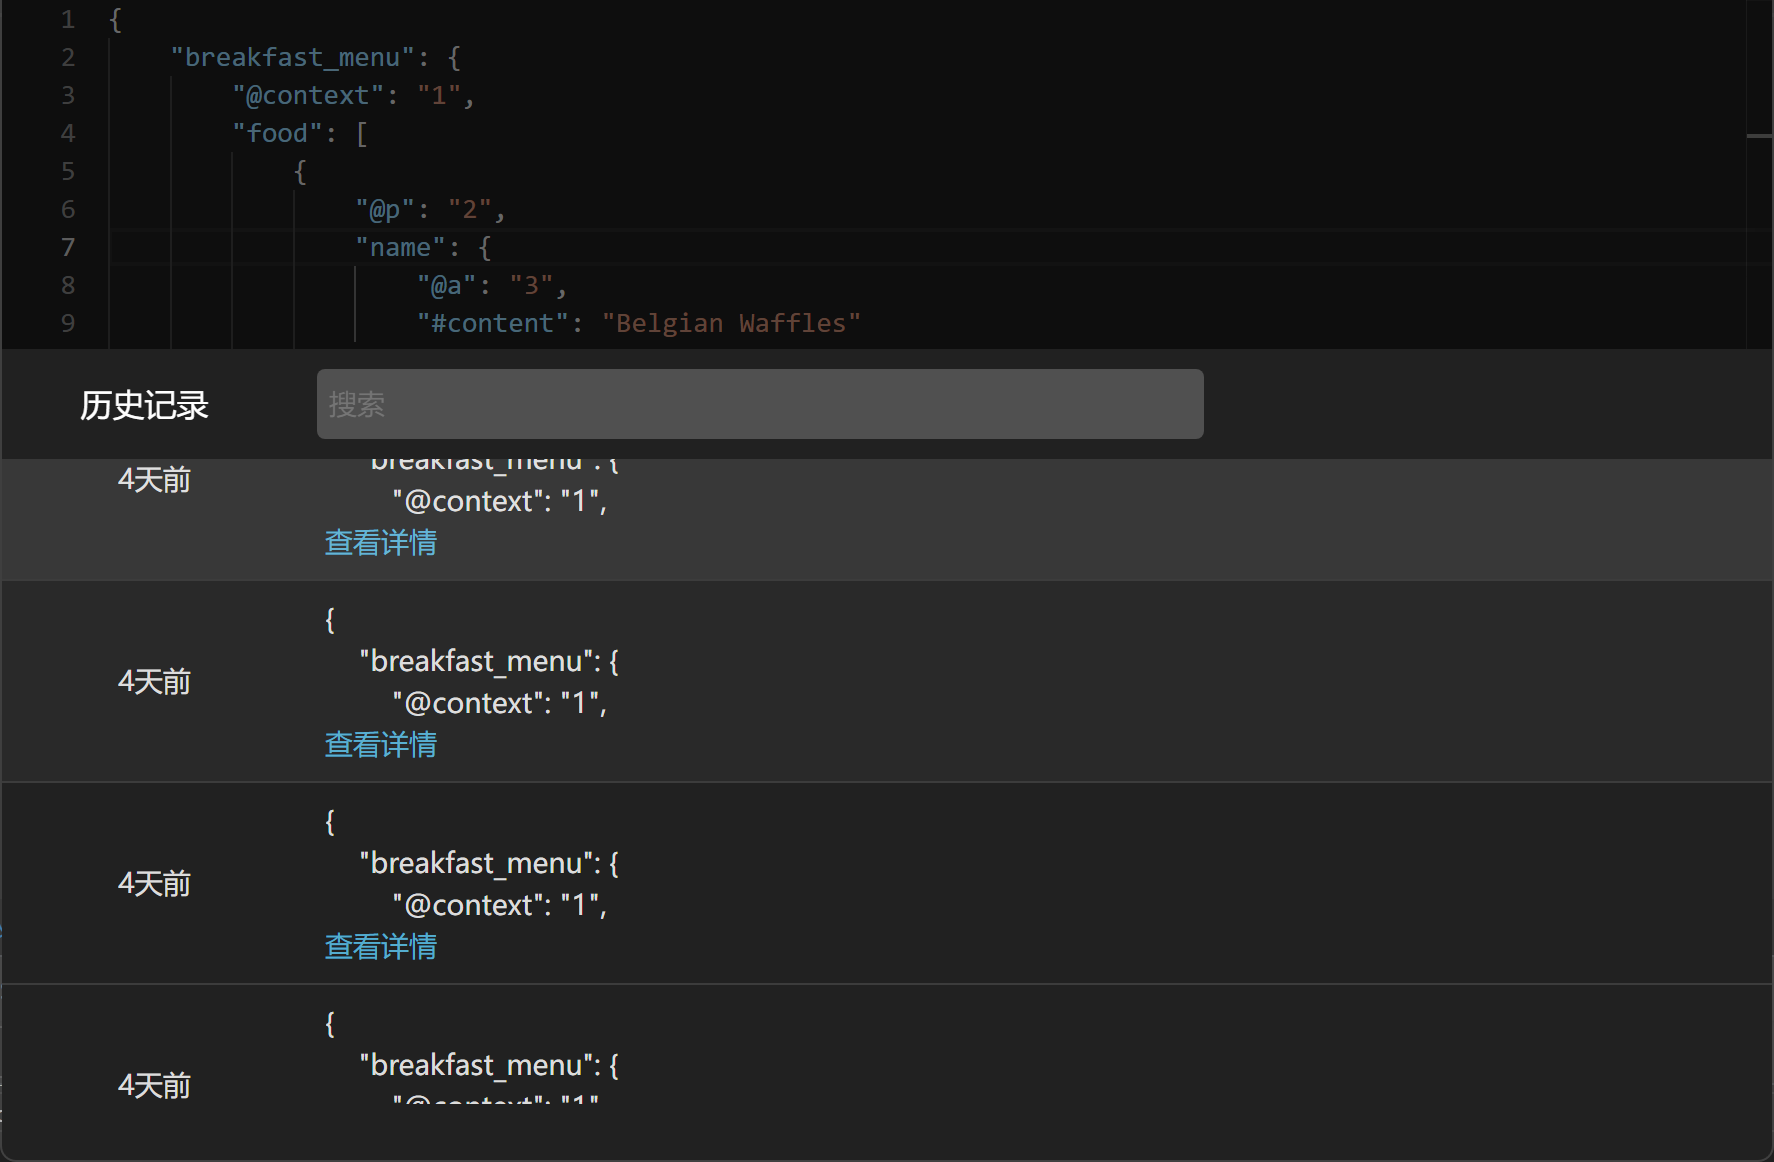 1 {
2 "breakfast_menu": {
3 "@context": "1",
4 "food": [
5 {
6 "@p": "2",
7 "name": {
8 "@a": "3",
9 "#content": "Belgian Waffles"
历史记录 搜索
"breakfast_menu": {
4天前
"@context": "1",
查看详情
{
"breakfast_menu": {
4天前
"@context": "1",
查看详情
{
"breakfast_menu": {
4天前
"@context": "1",
查看详情
{
"breakfast_menu": {
4天前
"@context": "1"